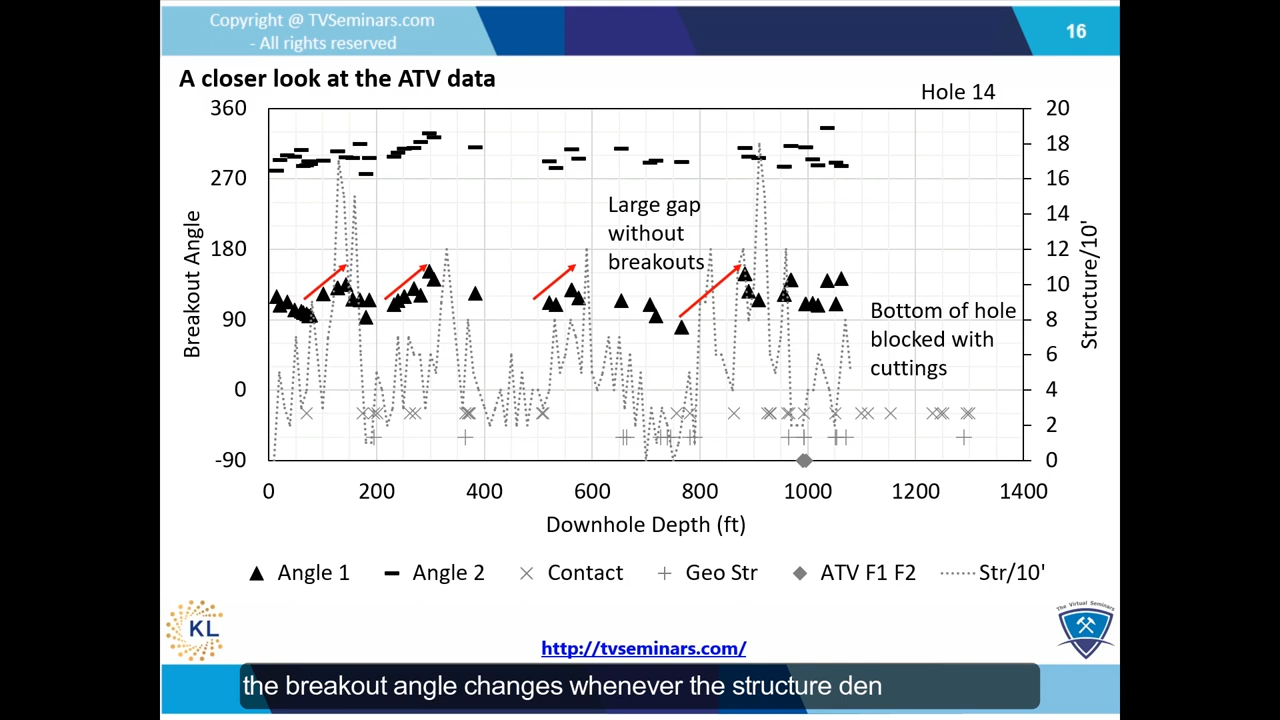 Copyright @ TVSeminars.com
- All rights reserved
16
A closer look at the ATV data
Hole 14
360
270
180
90
0
-90
Breakout Angle
20
18
16
14
12
10
8
6
4
2
0
Structure/10'
Large gap
without
breakouts
Bottom of hole
blocked with
cuttings
0 200 400 600 800 1000 1200 1400
Downhole Depth (ft)
Angle 1 Angle 2 Contact Geo Str ATV F1 F2 Str/10'
KL
http://tvseminars.com/
The Virtual Seminars
the breakout angle changes whenever the structure den